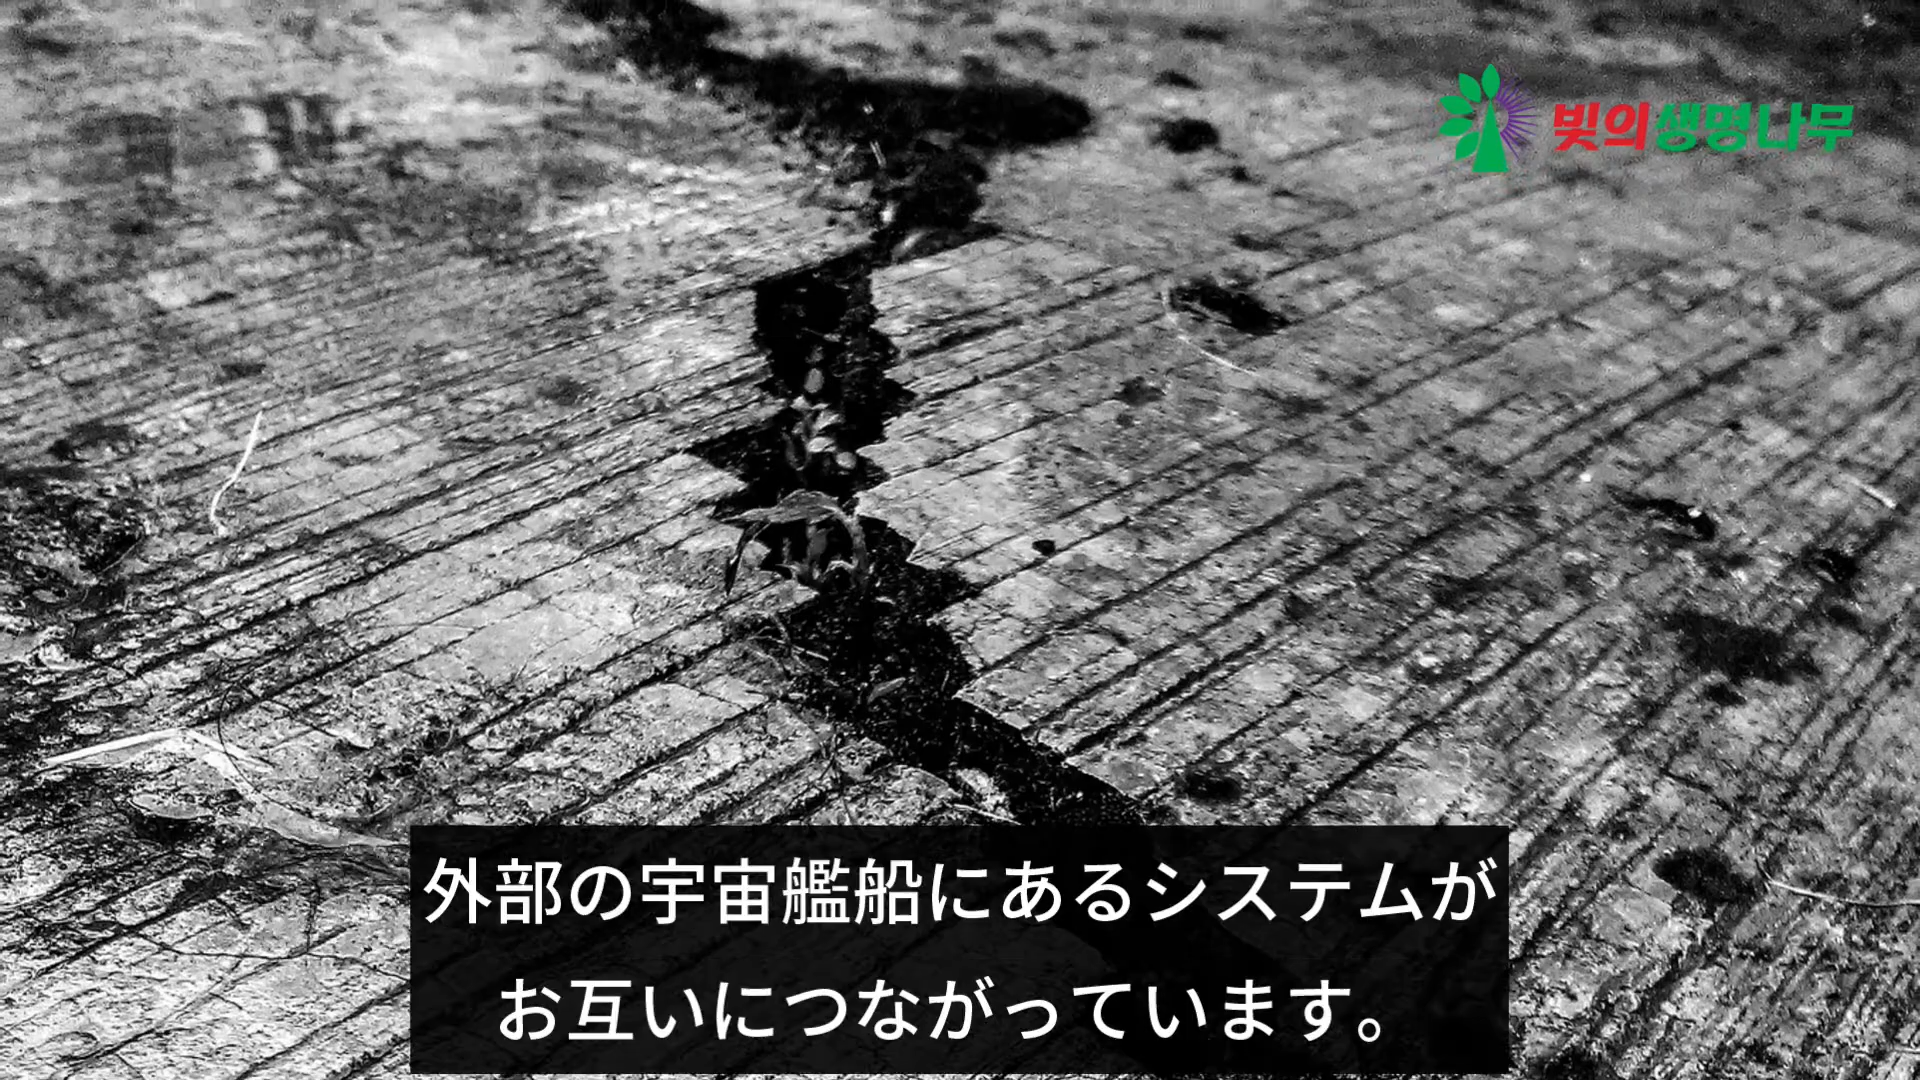 빛의생명나무
外部の宇宙艦船にあるシステムが
お互いにつながっています。